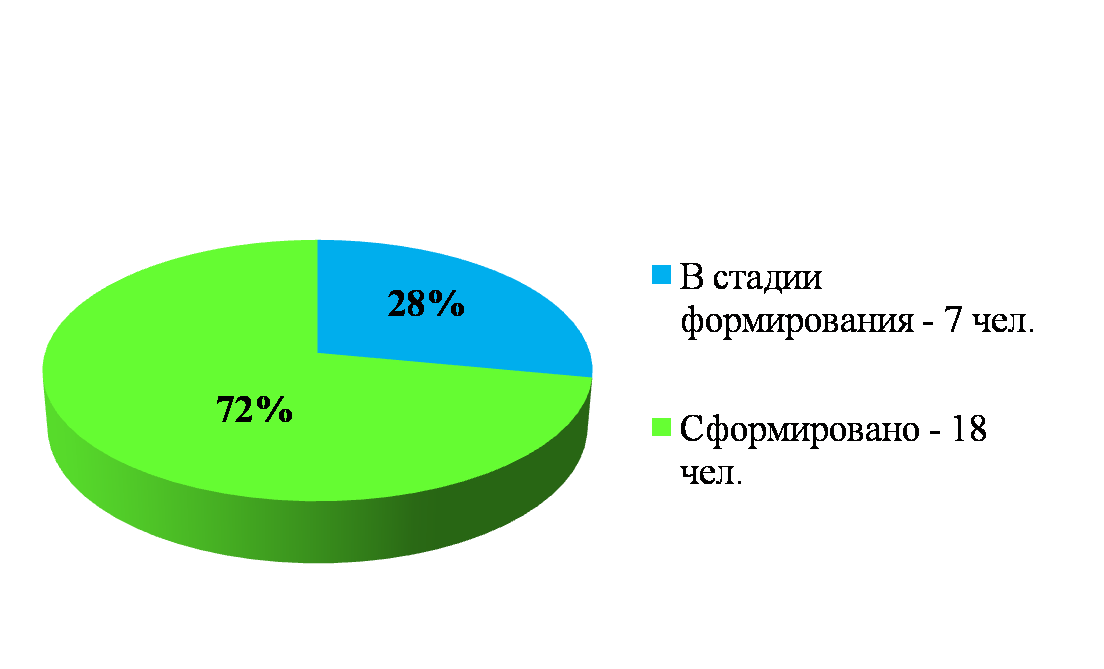 28%
72%
В стадии
формирования - 7 чел.
Сформировано - 18
чел.